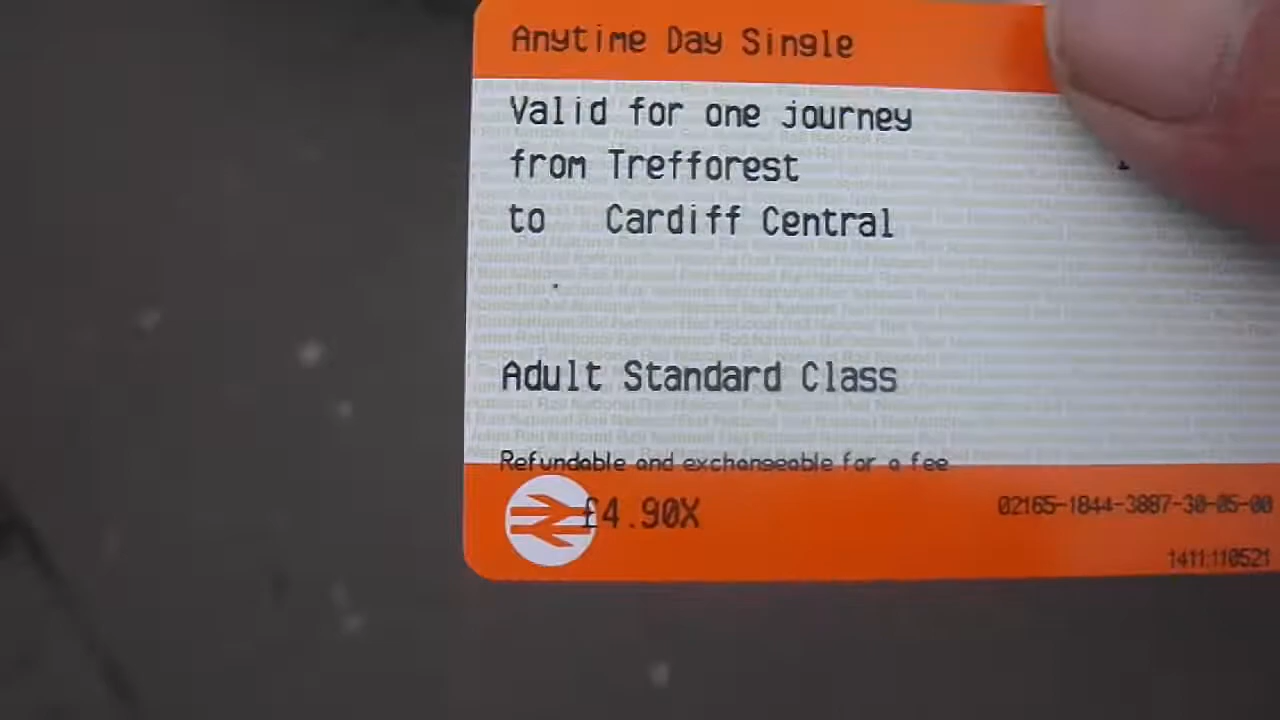 Anytime Day Single
Valid for one journey
from Trefforest
to Cardiff Central
Adult Standard Class
Refundable and exchangeable for a fee
£4.90X
02165-1844-3887-30-05-00
1411:110521